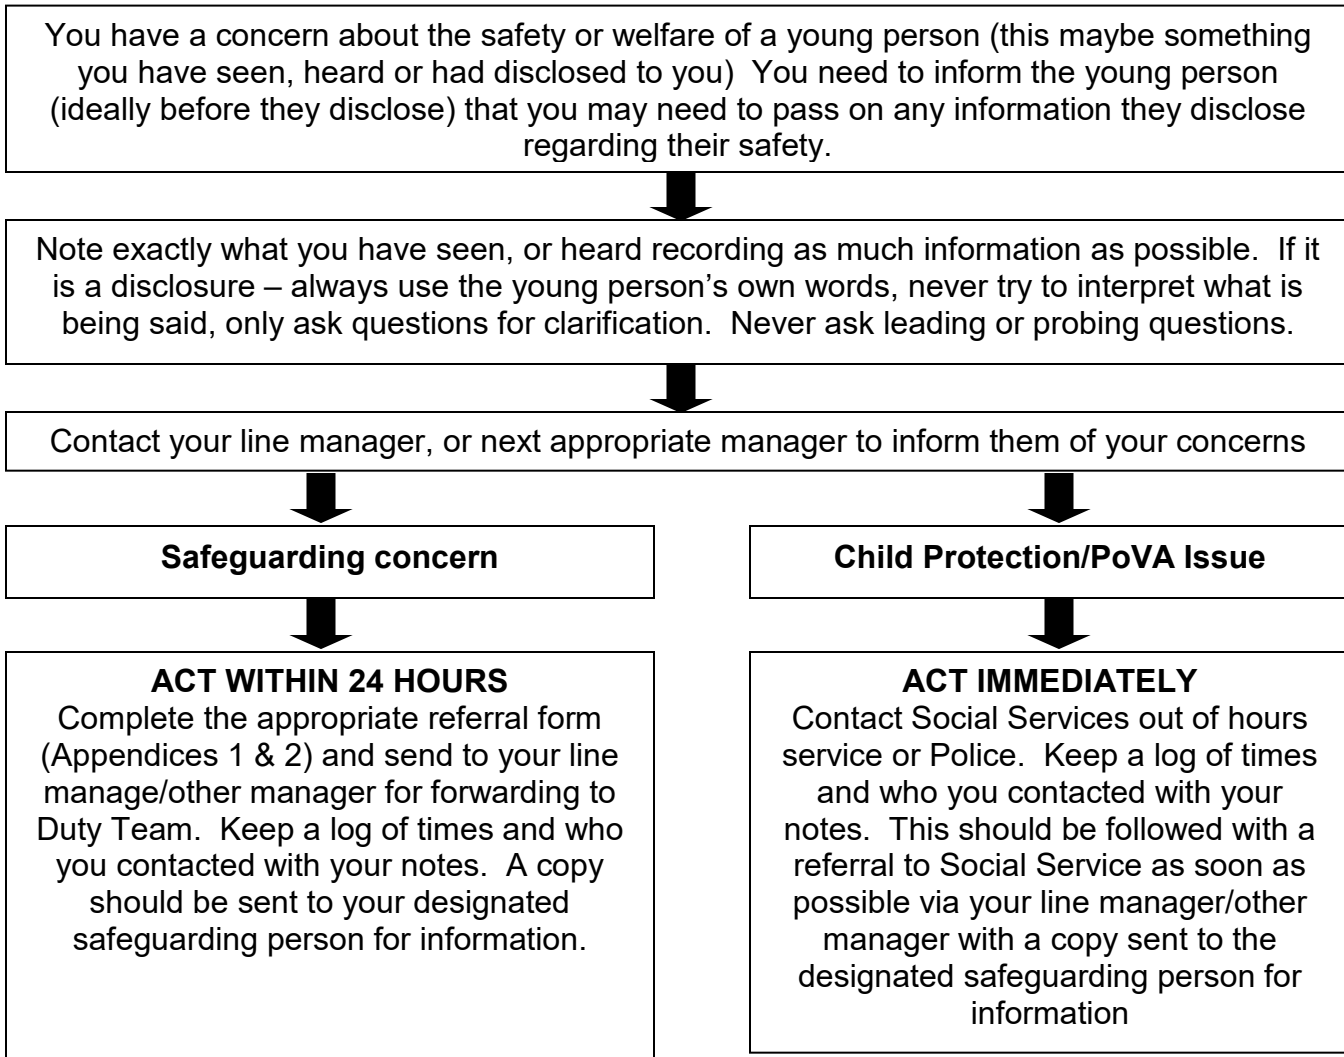 You have a concern about the safety or welfare of a young person (this maybe something
you have seen, heard or had disclosed to you)  You need to inform the young person
(ideally before they disclose) that you may need to pass on any information they disclose
regarding their safety.
Note exactly what you have seen, or heard recording as much information as possible.  If it
is a disclosure – always use the young person’s own words, never try to interpret what is
being said, only ask questions for clarification.  Never ask leading or probing questions.
Contact your line manager, or next appropriate manager to inform them of your concerns
Safeguarding concern
ACT WITHIN 24 HOURS
Complete the appropriate referral form
(Appendices 1 & 2) and send to your line
manage/other manager for forwarding to
Duty Team.  Keep a log of times and who
you contacted with your notes.  A copy
should be sent to your designated
safeguarding person for information.
Child Protection/PoVA Issue
ACT IMMEDIATELY
Contact Social Services out of hours
service or Police.  Keep a log of times
and who you contacted with your
notes.  This should be followed with a
referral to Social Service as soon as
possible via your line manager/other
manager with a copy sent to the
designated safeguarding person for
information